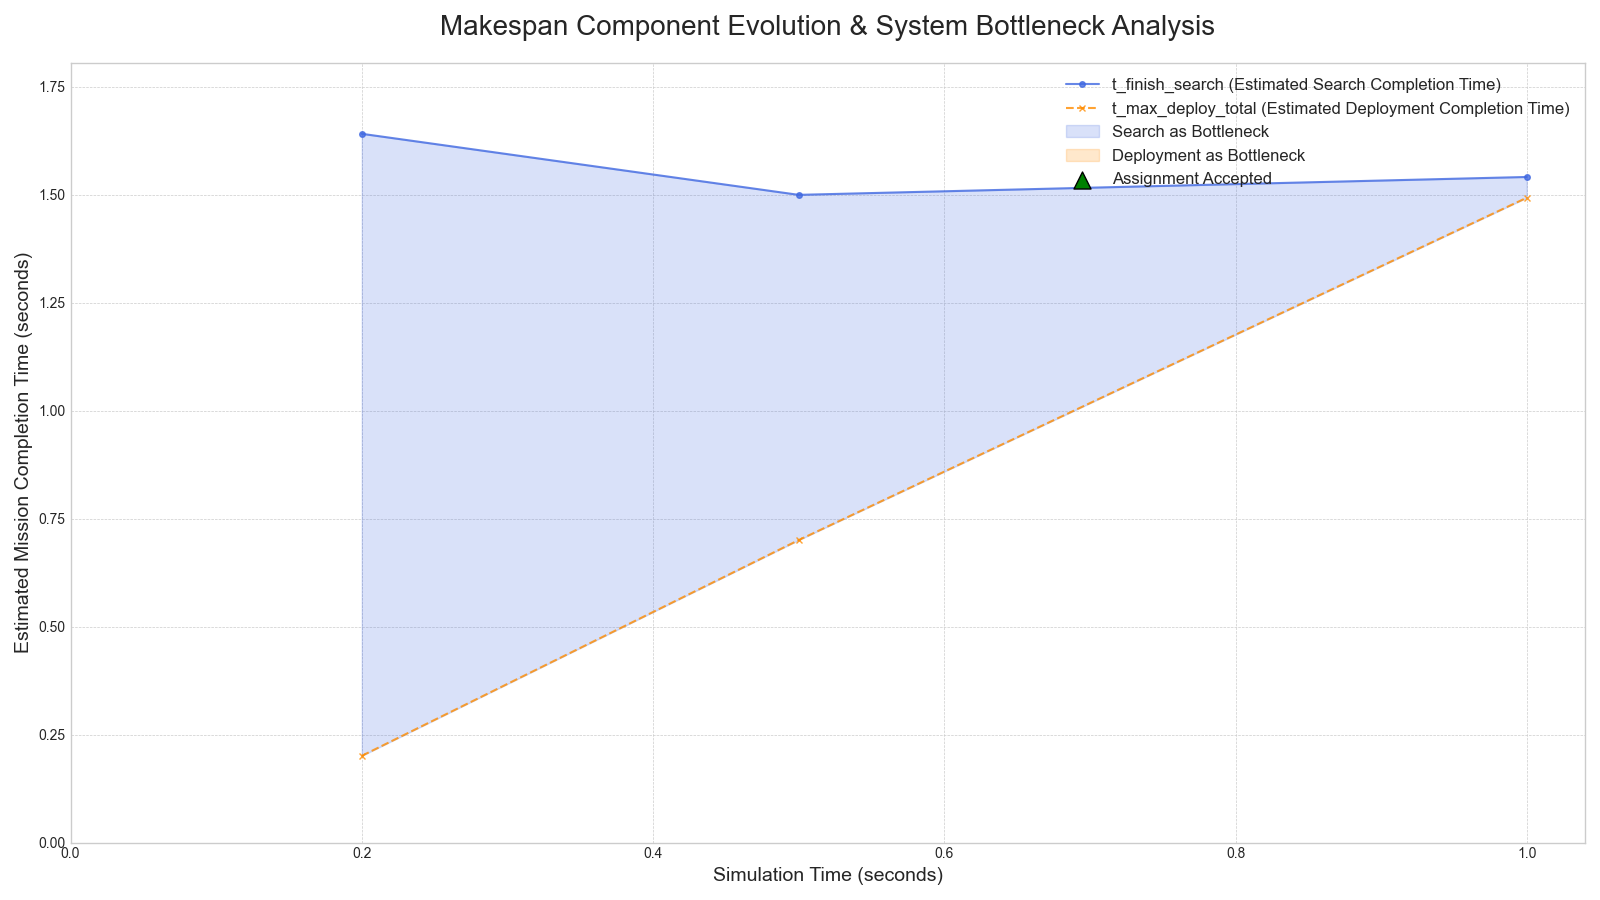 Makespan Component Evolution & System Bottleneck Analysis
t_finish_search (Estimated Search Completion Time)
t_max_deploy_total (Estimated Deployment Completion Time)
Search as Bottleneck
Deployment as Bottleneck
Assignment Accepted
Estimated Mission Completion Time (seconds)
1.75
1.50
1.25
1.00
0.75
0.50
0.25
0.00
0.0
0.2
0.4
0.6
0.8
1.0
Simulation Time (seconds)